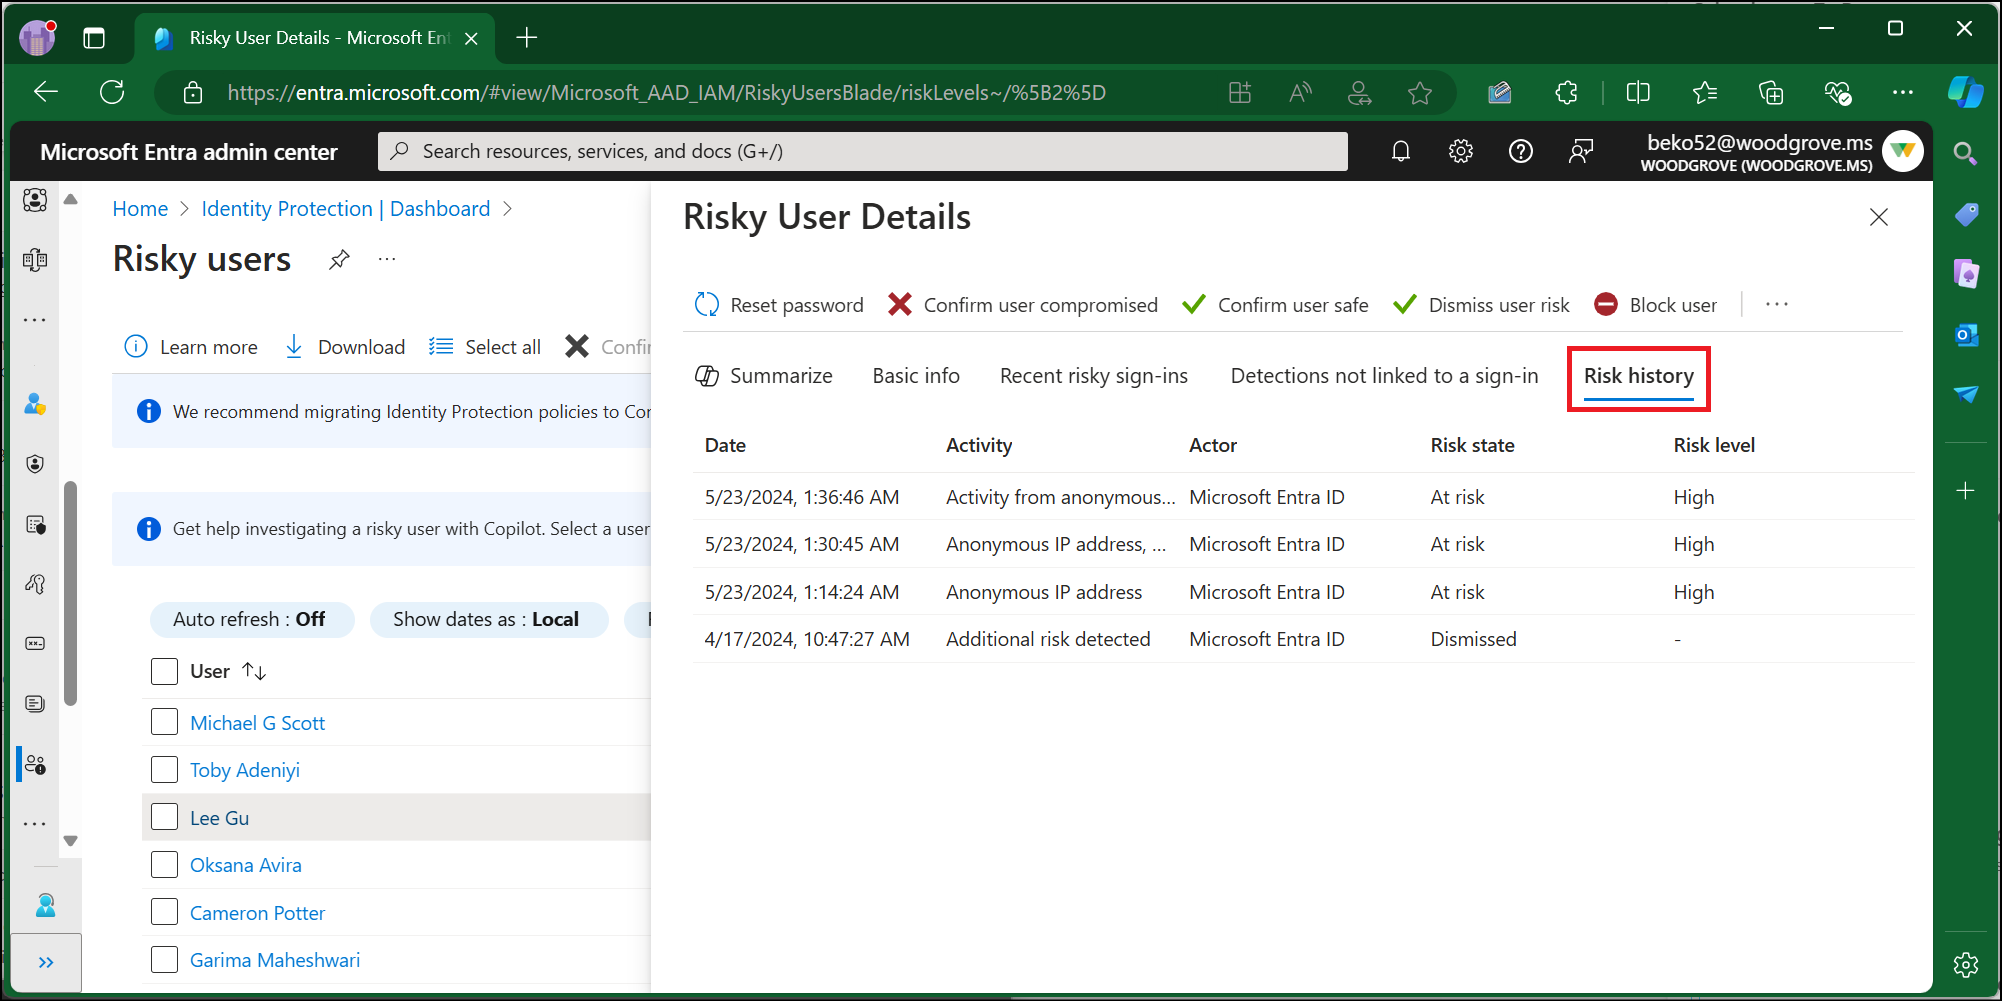 Risky User Details - Microsoft Ent
https://entra.microsoft.com/#view/Microsoft_AAD_IAM/RiskyUsersBlade/riskLevels~/%5B2%5D
Microsoft Entra admin center
Search resources, services, and docs (G+/)
beko52@woodgrove.ms
WOODGROVE (WOODGROVE.MS)
Home > Identity Protection | Dashboard >
Risky users
...
Learn more
Download
Select all
Confir
We recommend migrating Identity Protection policies to Con
Get help investigating a risky user with Copilot. Select a user
Auto refresh : Off
Show dates as : Local
User
Michael G Scott
Toby Adeniyi
Lee Gu
Oksana Avira
Cameron Potter
Garima Maheshwari
Risky User Details
Reset password
Confirm user compromised
Confirm user safe
Dismiss user risk
Block user
...
Summarize
Basic info
Recent risky sign-ins
Detections not linked to a sign-in
Risk history
Date Activity Actor Risk state Risk level
5/23/2024, 1:36:46 AM Activity from anonymous... Microsoft Entra ID At risk High
5/23/2024, 1:30:45 AM Anonymous IP address, ... Microsoft Entra ID At risk High
5/23/2024, 1:14:24 AM Anonymous IP address Microsoft Entra ID At risk High
4/17/2024, 10:47:27 AM Additional risk detected Microsoft Entra ID Dismissed -